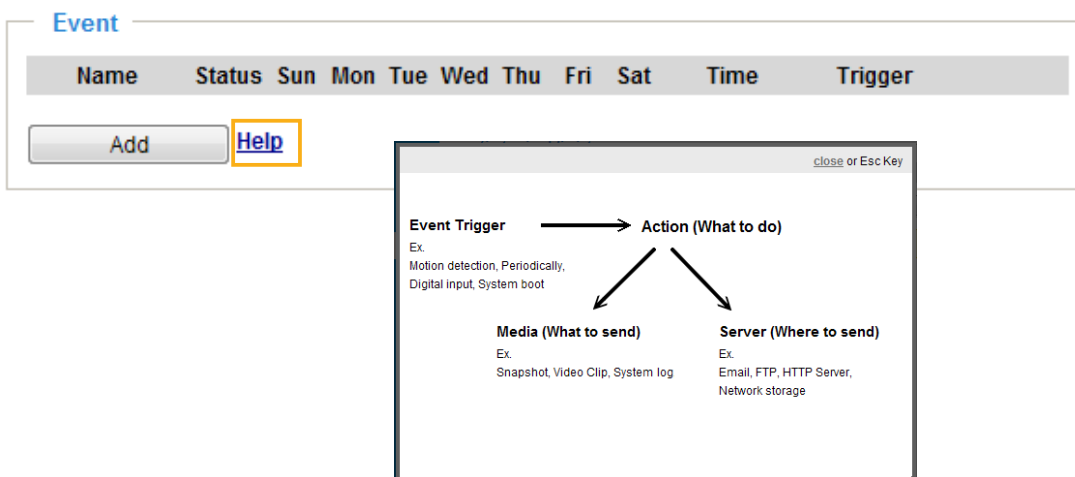 Event
Name Status Sun Mon Tue Wed Thu Fri Sat Time Trigger
Add Help
close or Esc Key
Event Trigger
Ex.
Motion detection, Periodically,
Digital input, System boot
Action (What to do)
Media (What to send)
Ex.
Snapshot, Video Clip, System log
Server (Where to send)
Ex.
Email, FTP, HTTP Server,
Network storage